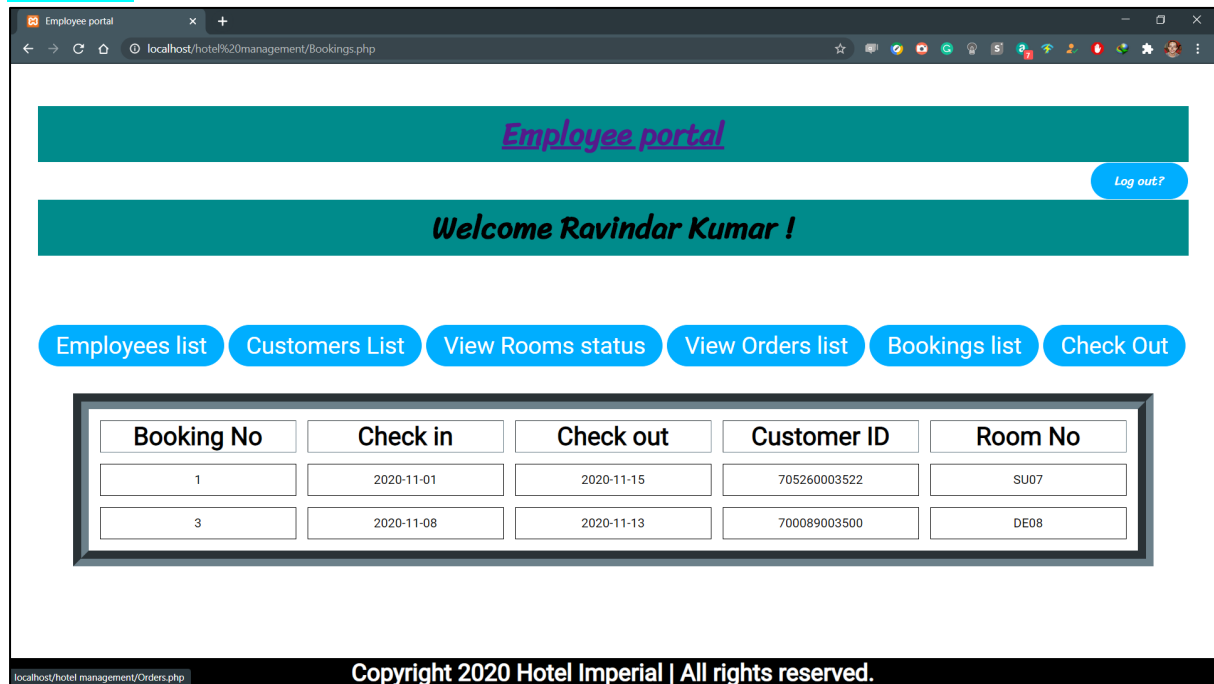 Employee portal
localhost/hotel%20management/Bookings.php
7
Employee portal
Log out?
Welcome Ravindar Kumar !
Employees list Customers List View Rooms status View Orders list Bookings list Check Out
Booking No Check in Check out Customer ID Room No
1 2020-11-01 2020-11-15 705260003522 SU07
3 2020-11-08 2020-11-13 700089003500 DE08
Copyright 2020 Hotel Imperial | All rights reserved.
localhost/hotel management/Orders.php